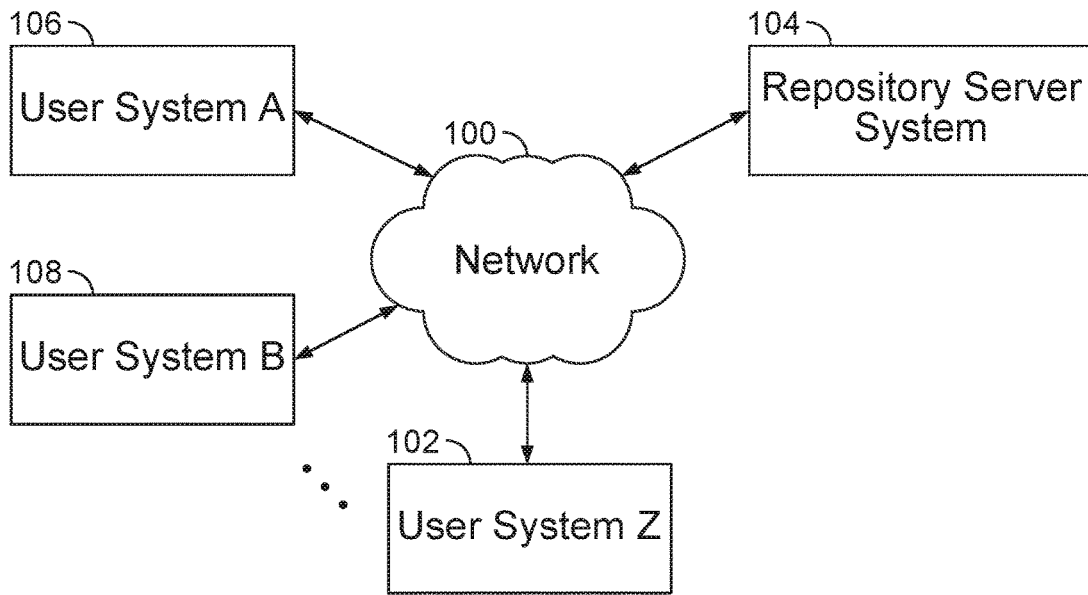 106
User System A
104
Repository Server
System
100
Network
108
User System B
102
User System Z